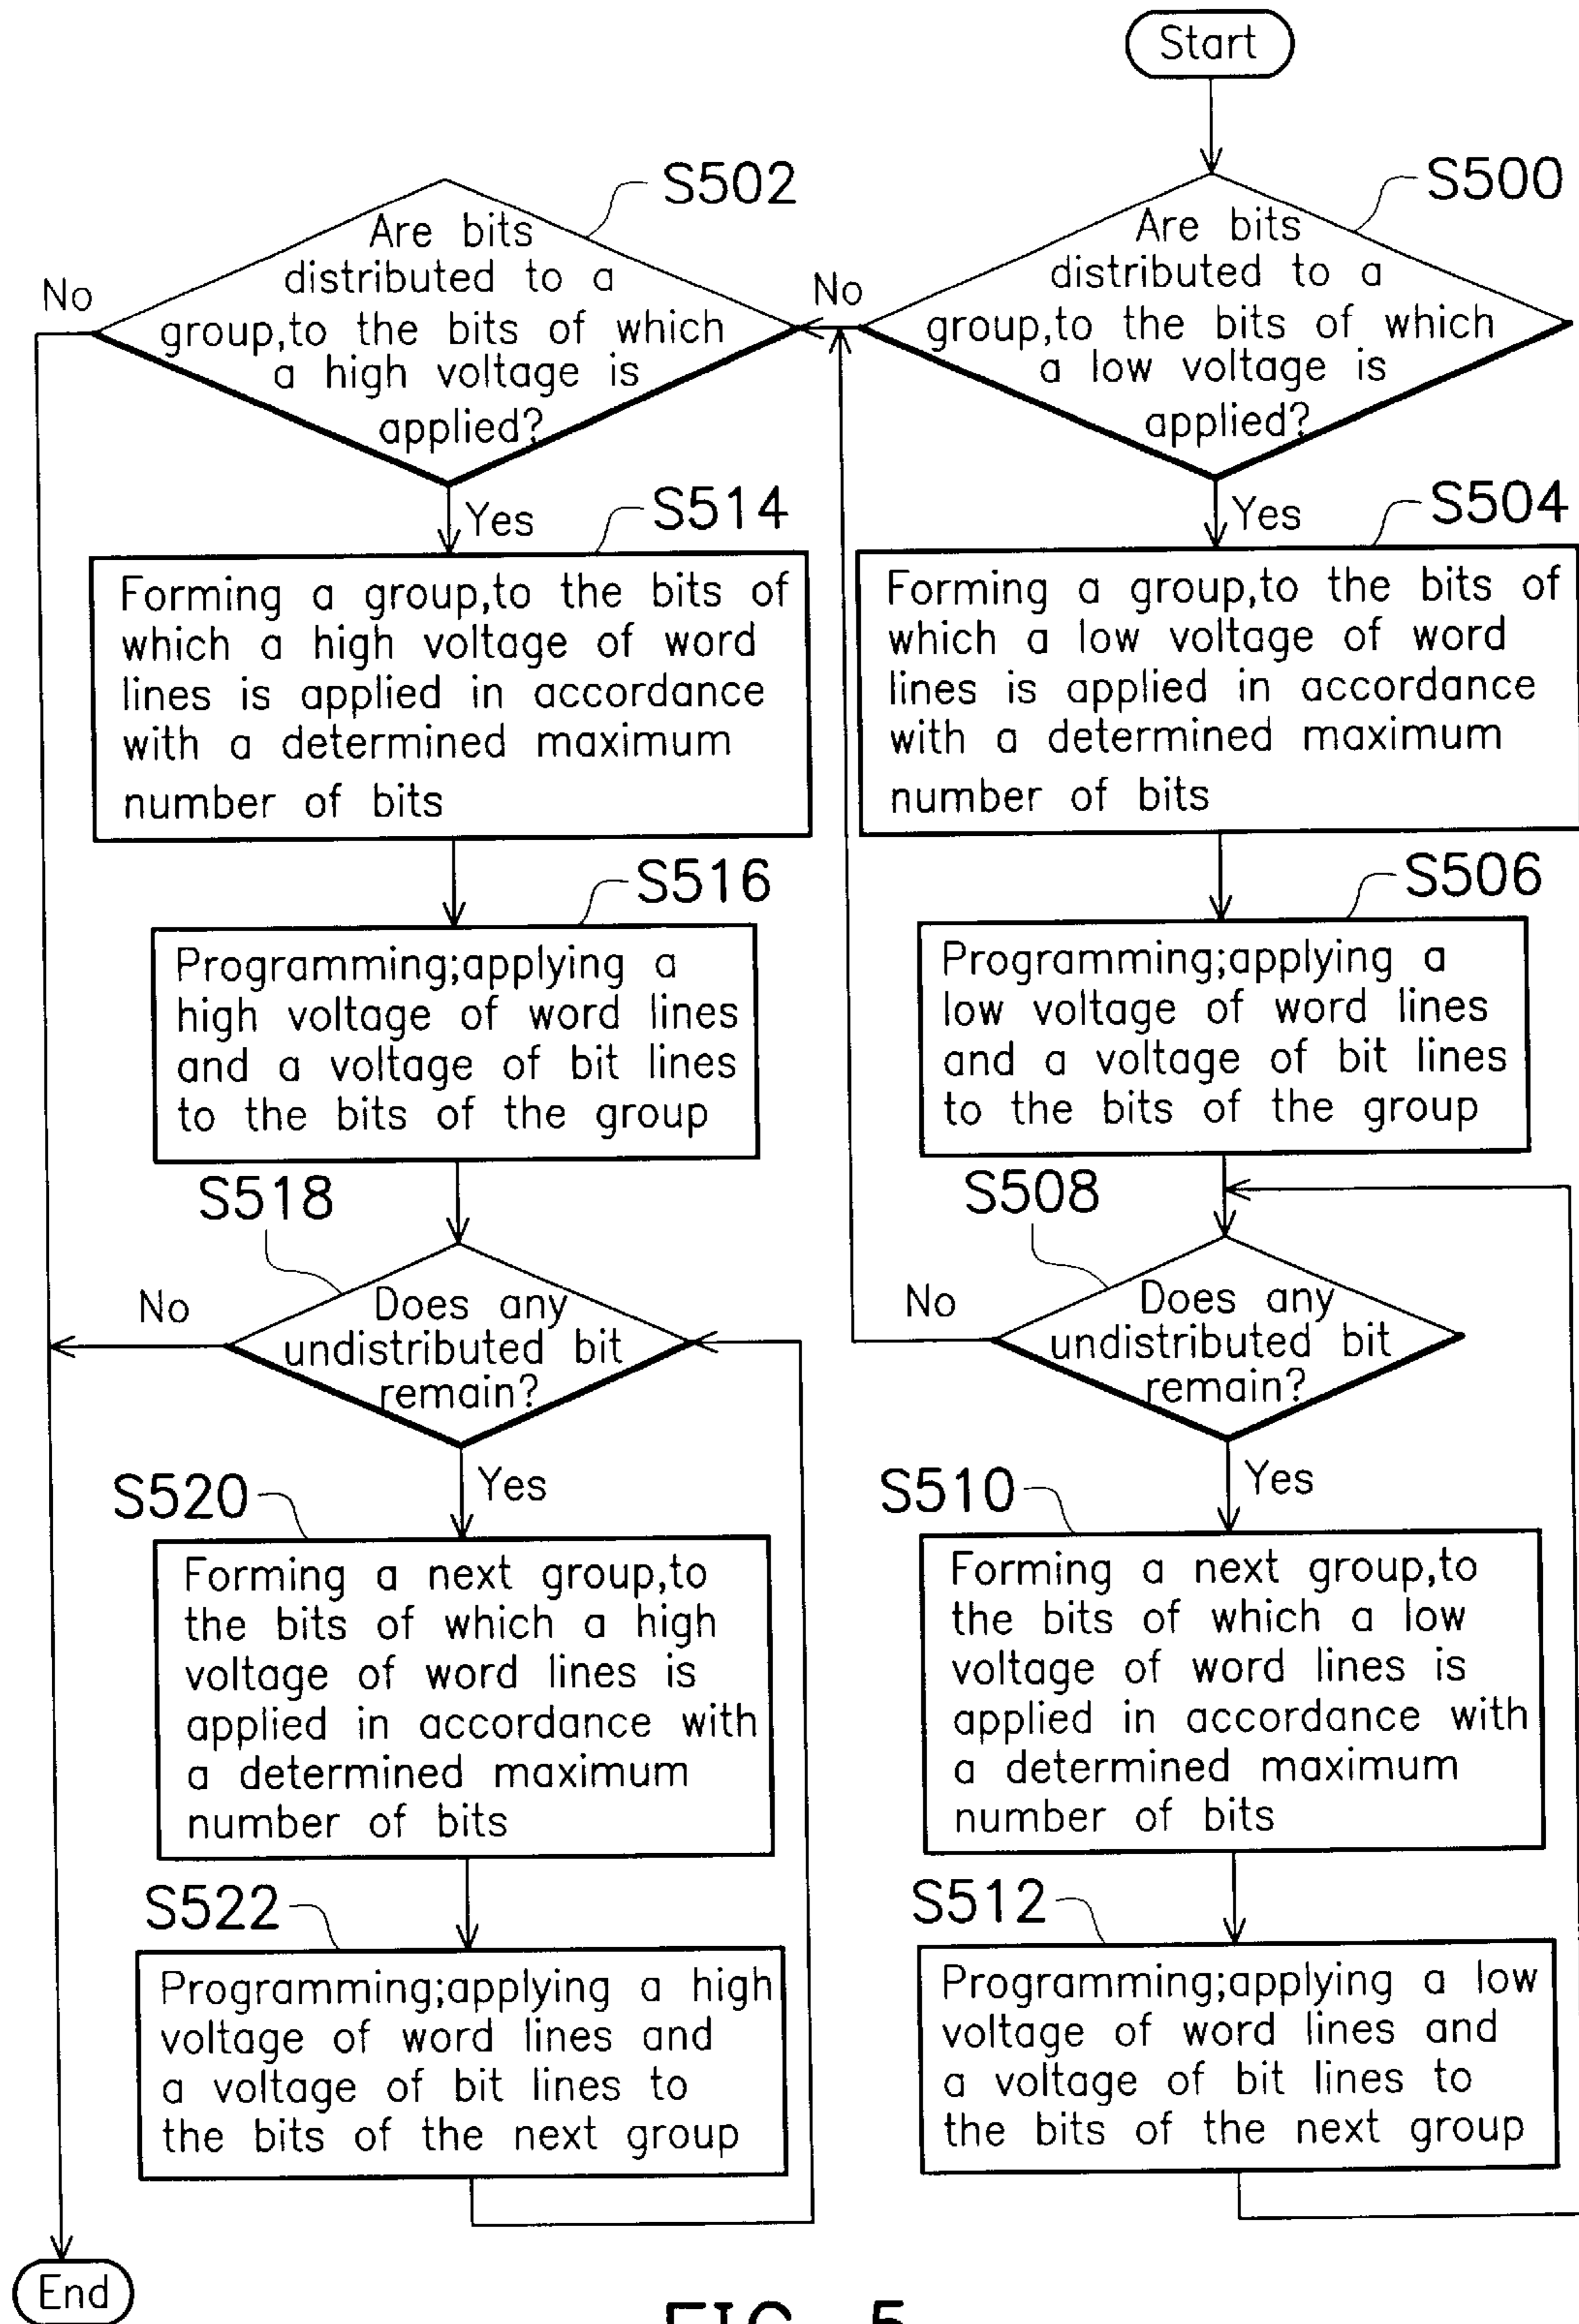 Start
S500
Are bits
distributed to a
group,to the bits of which
a low voltage is
applied?
No
Yes
S504
Forming a group,to the bits of
which a low voltage of word
lines is applied in accordance
with a determined maximum
number of bits
S506
Programming;applying a
low voltage of word lines
and a voltage of bit lines
to the bits of the group
S508
Does any
undistributed bit
remain?
No
Yes
S510
Forming a next group,to
the bits of which a low
voltage of word lines is
applied in accordance with
a determined maximum
number of bits
S512
Programming;applying a low
voltage of word lines and
a voltage of bit lines to
the bits of the next group
S502
Are bits
distributed to a
group,to the bits of which
a high voltage is
applied?
No
Yes
S514
Forming a group,to the bits of
which a high voltage of word
lines is applied in accordance
with a determined maximum
number of bits
S516
Programming;applying a
high voltage of word lines
and a voltage of bit lines
to the bits of the group
S518
Does any
undistributed bit
remain?
No
Yes
S520
Forming a next group,to
the bits of which a high
voltage of word lines is
applied in accordance with
a determined maximum
number of bits
S522
Programming;applying a high
voltage of word lines and
a voltage of bit lines to
the bits of the next group
End
FIG. 5